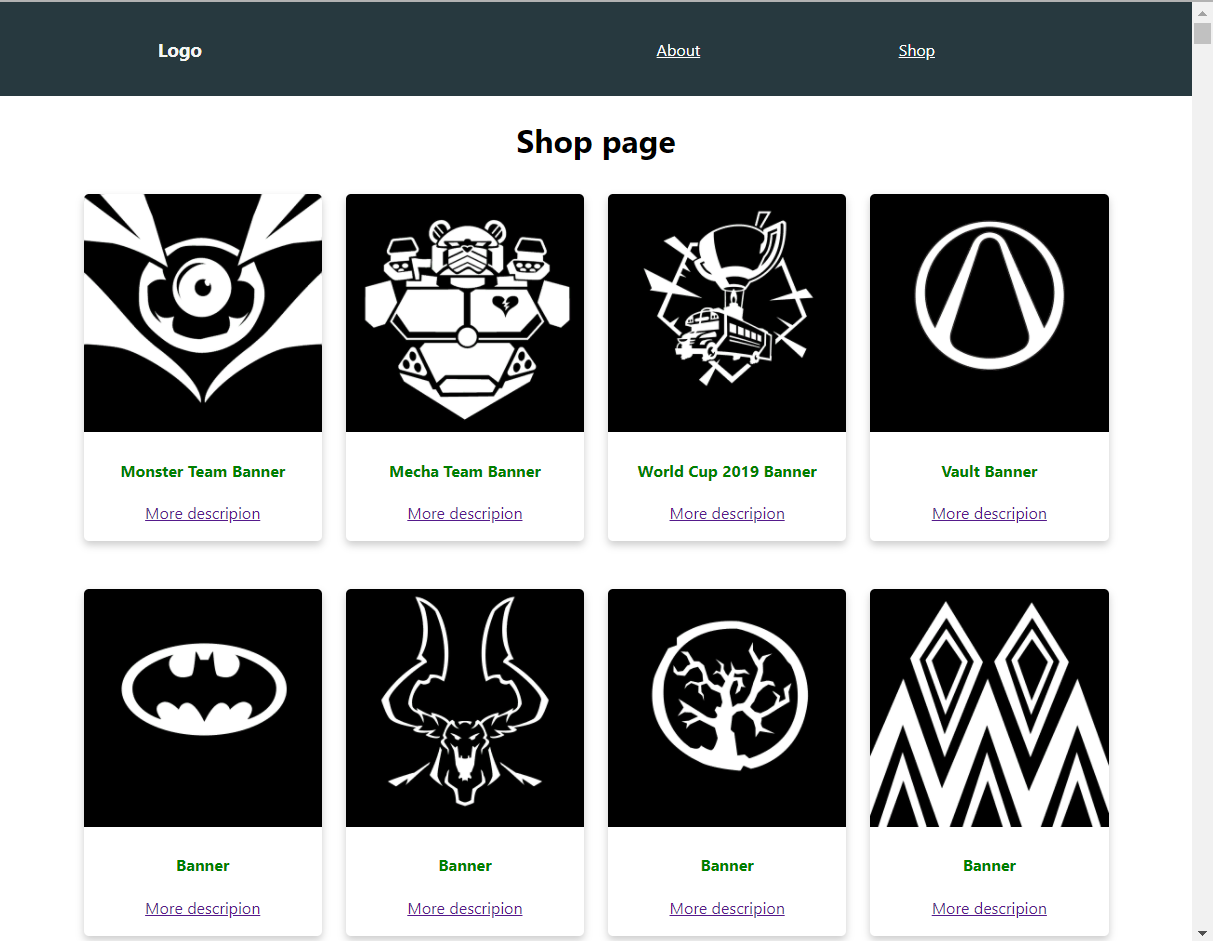 Logo
About
Shop
Shop page
Monster Team Banner
Mecha Team Banner
World Cup 2019 Banner
Vault Banner
More descripion
More descripion
More descripion
More descripion
Banner
Banner
Banner
Banner
More descripion
More descripion
More descripion
More descripion